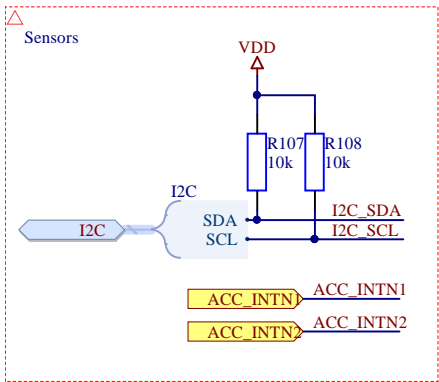 Sensors
VDD
R107
10k
R108
10k
I2C
I2C
SDA
SCL
I2C_SDA
I2C_SCL
ACC_INTN1
ACC_INTN1
ACC_INTN2
ACC_INTN2